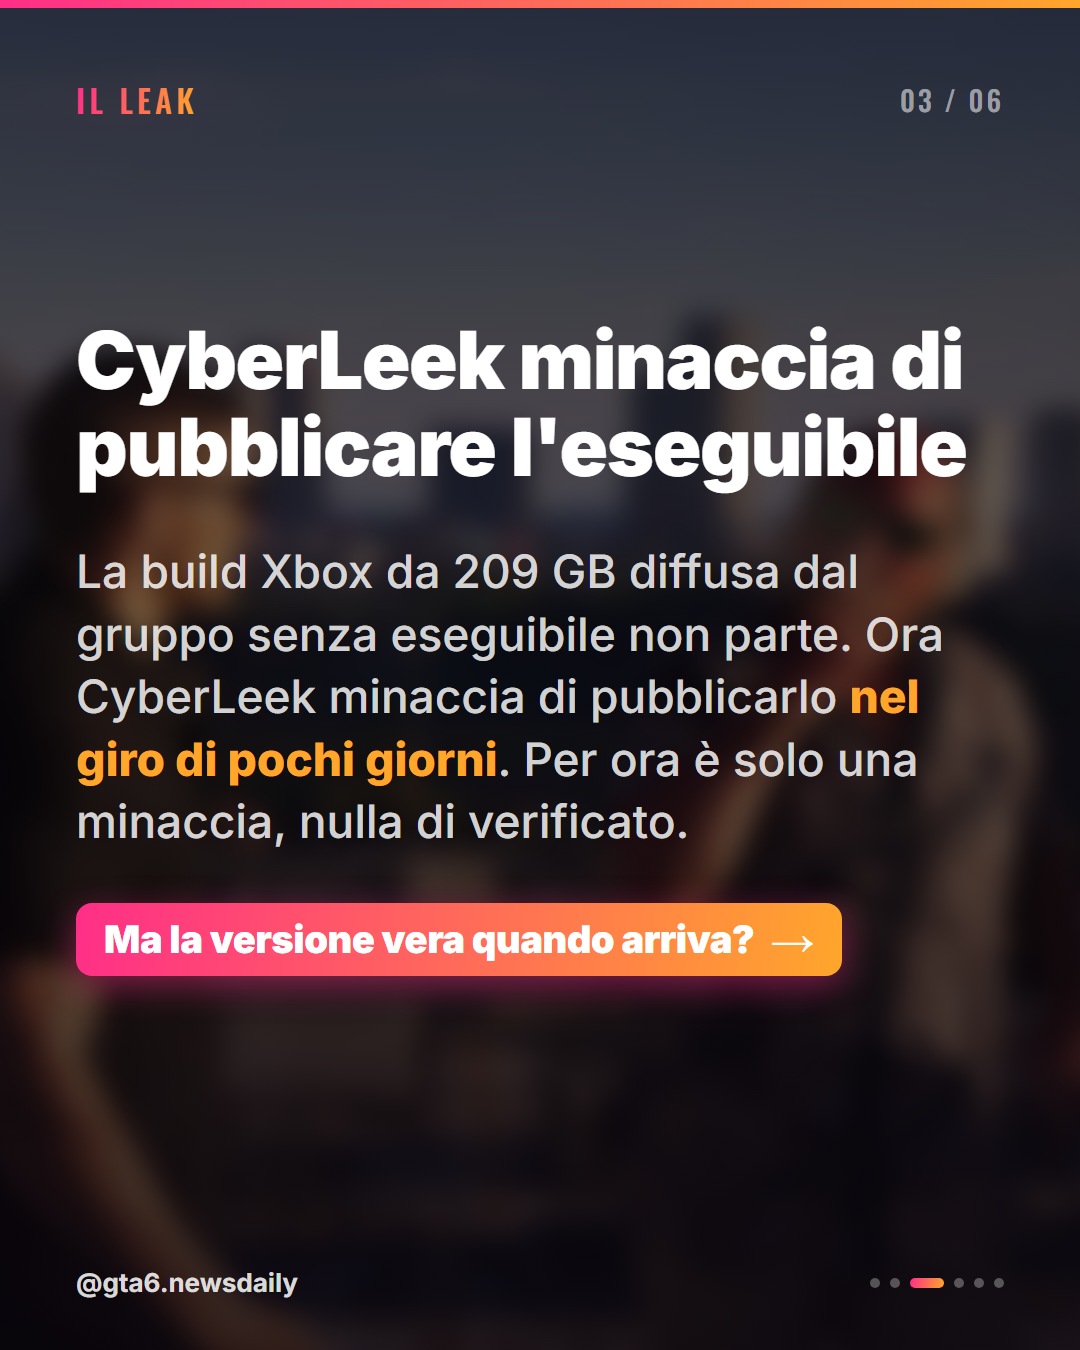 IL LEAK
03 / 06
CyberLeek minaccia di
pubblicare l'eseguibile
La build Xbox da 209 GB diffusa dal
gruppo senza eseguibile non parte. Ora
CyberLeek minaccia di pubblicarlo nel
giro di pochi giorni. Per ora è solo una
minaccia, nulla di verificato.
Ma la versione vera quando arriva? →
@gta6.newsdaily